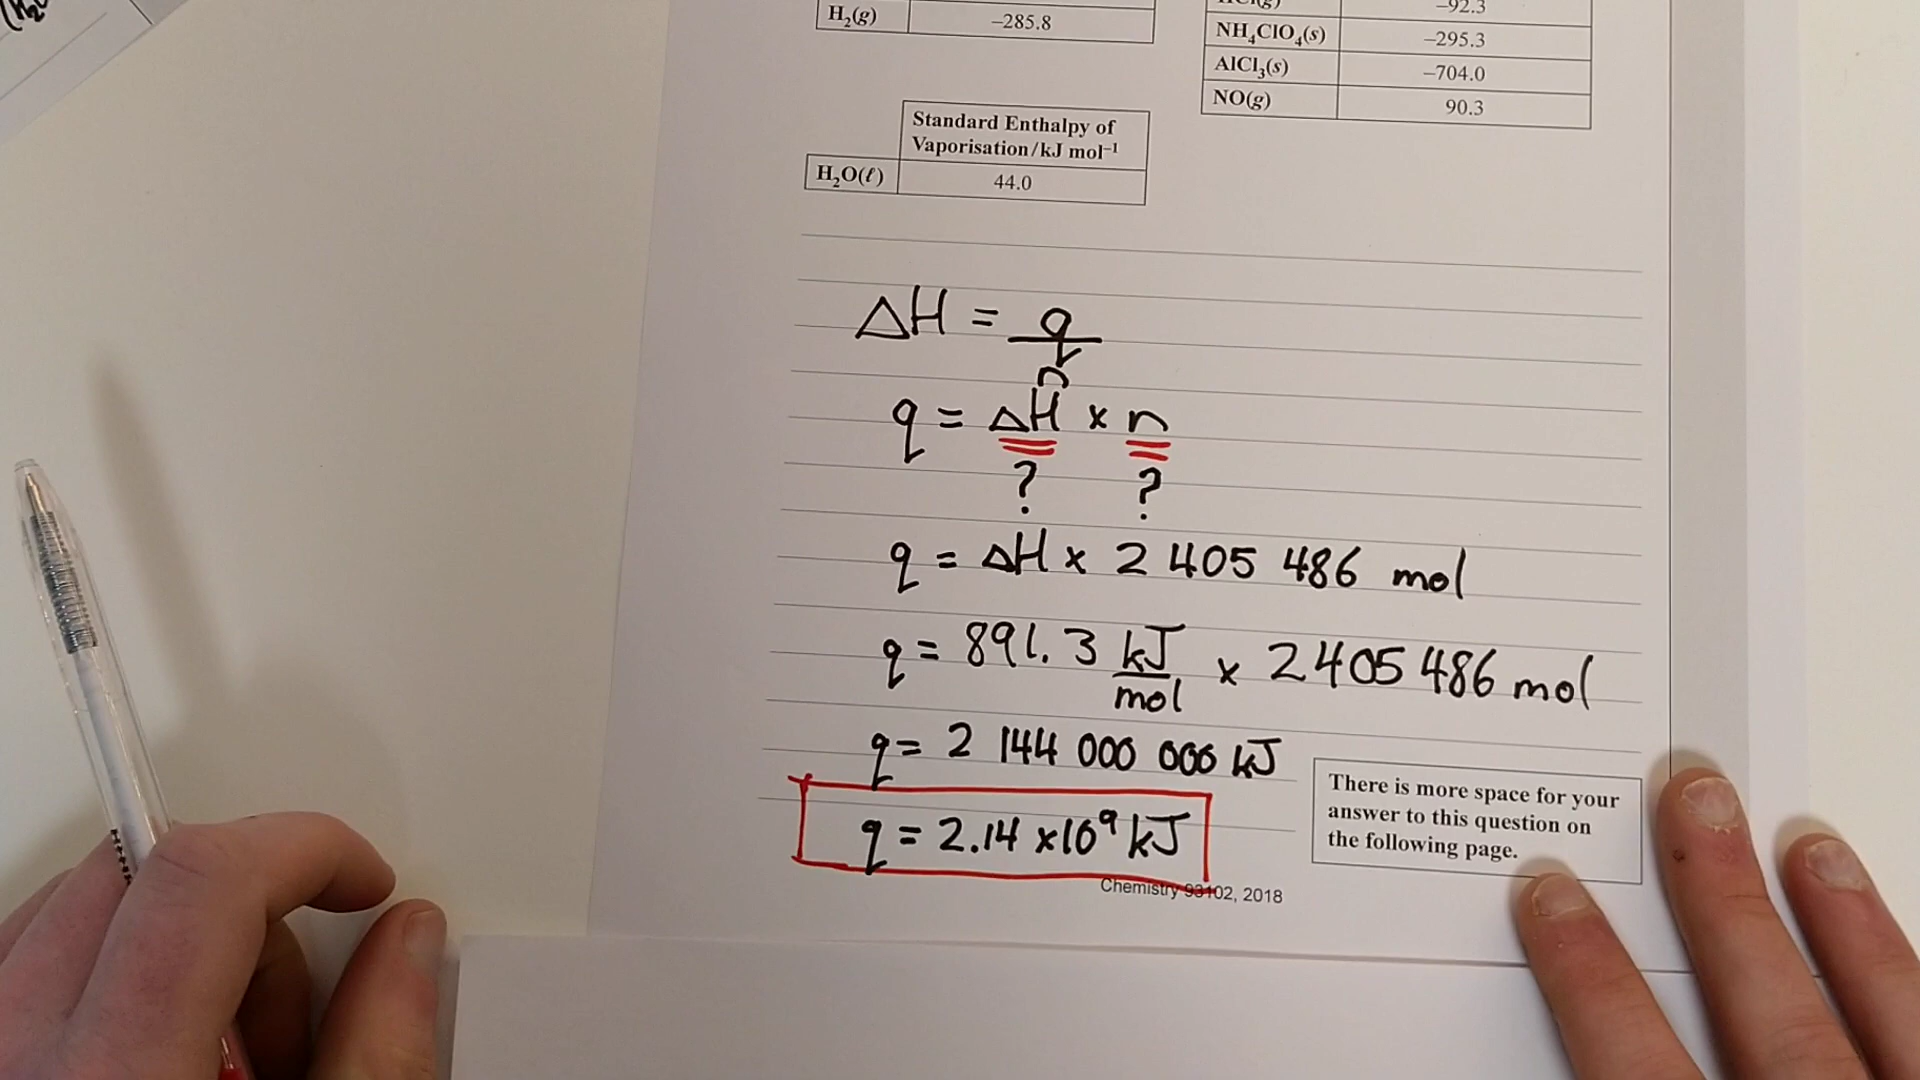 H₂(g) –285.8
–92.3
NH₄ClO₄(s) –295.3
AlCl₃(s) –704.0
NO(g) 90.3
Standard Enthalpy of
Vaporisation/kJ mol⁻¹
H₂O(ℓ) 44.0
ΔH = q/n
q = ΔH × n
? ?
q = ΔH × 2 405 486 mol
q = 891.3 kJ/mol × 2405 486 mol
q = 2 144 000 000 kJ
q = 2.14 ×10⁹ kJ
There is more space for your
answer to this question on
the following page.
Chemistry 93102, 2018